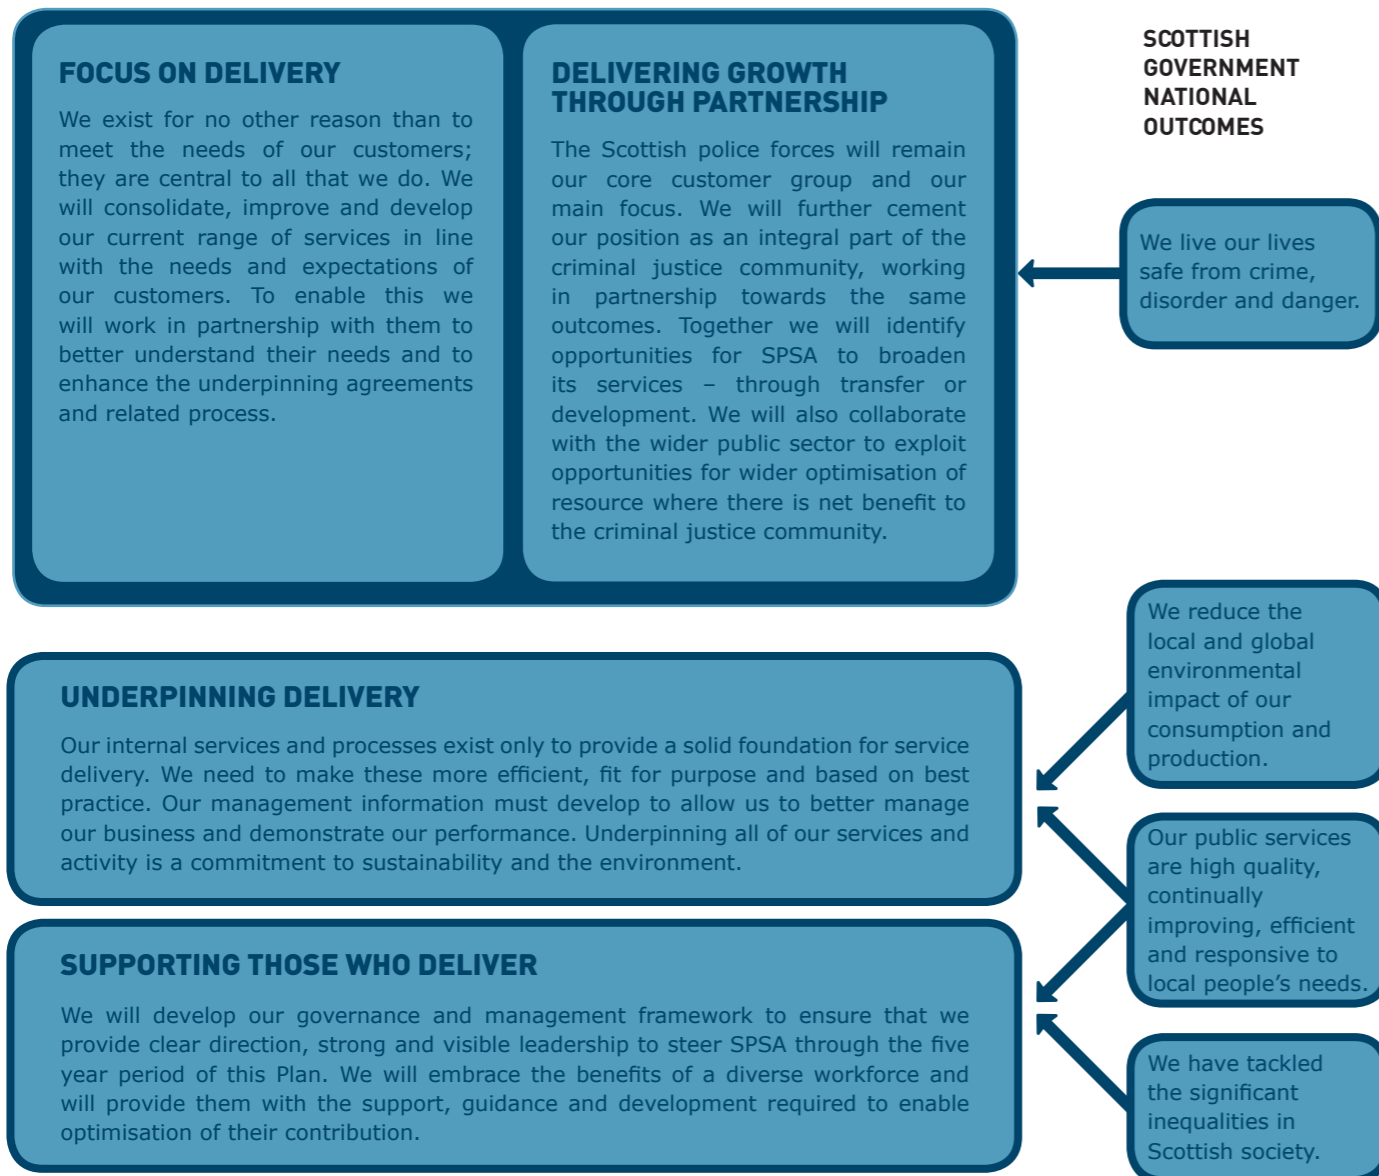 FOCUS ON DELIVERY
We exist for no other reason than to
meet the needs of our customers;
they are central to all that we do. We
will consolidate, improve and develop
our current range of services in line
with the needs and expectations of
our customers. To enable this we
will work in partnership with them to
better understand their needs and to
enhance the underpinning agreements
and related process.
DELIVERING GROWTH
THROUGH PARTNERSHIP
The Scottish police forces will remain
our core customer group and our
main focus. We will further cement
our position as an integral part of the
criminal justice community, working
in partnership towards the same
outcomes. Together we will identify
opportunities for SPSA to broaden
its services – through transfer or
development. We will also collaborate
with the wider public sector to exploit
opportunities for wider optimisation of
resource where there is net benefit to
the criminal justice community.
SCOTTISH
GOVERNMENT
NATIONAL
OUTCOMES
We live our lives
safe from crime,
disorder and danger.
UNDERPINNING DELIVERY
Our internal services and processes exist only to provide a solid foundation for service
delivery. We need to make these more efficient, fit for purpose and based on best
practice. Our management information must develop to allow us to better manage
our business and demonstrate our performance. Underpinning all of our services and
activity is a commitment to sustainability and the environment.
SUPPORTING THOSE WHO DELIVER
We will develop our governance and management framework to ensure that we
provide clear direction, strong and visible leadership to steer SPSA through the five
year period of this Plan. We will embrace the benefits of a diverse workforce and
will provide them with the support, guidance and development required to enable
optimisation of their contribution.
We reduce the
local and global
environmental
impact of our
consumption and
production.
Our public services
are high quality,
continually
improving, efficient
and responsive to
local people's needs.
We have tackled
the significant
inequalities in
Scottish society.